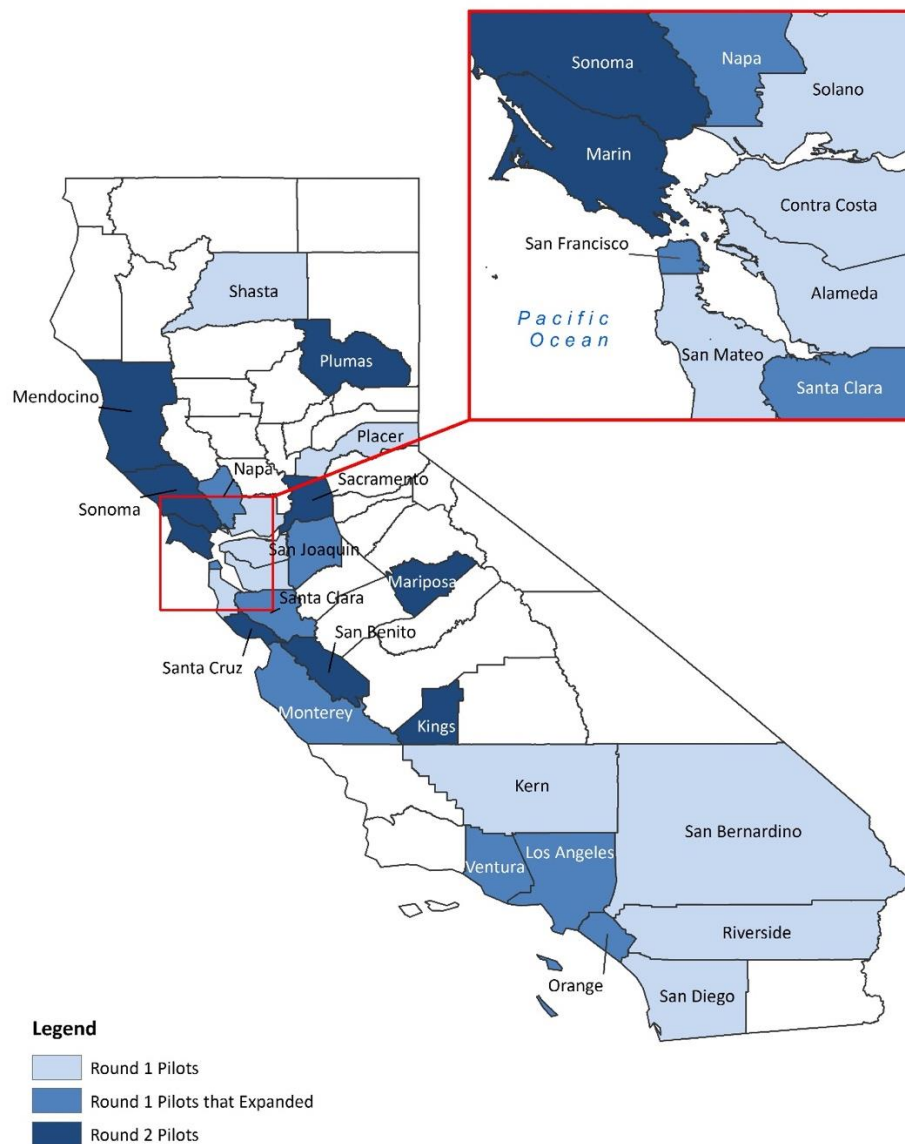 Sonoma
Napa
Solano
Marin
Contra Costa
San Francisco
Alameda
Pacific
Ocean
San Mateo
Santa Clara
Shasta
Plumas
Mendocino
Placer
Napa
Sacramento
Sonoma
San Joaquin
Mariposa
Santa Clara
San Benito
Santa Cruz
Monterey
Kings
Kern
San Bernardino
Los Angeles
Ventura
Riverside
Orange
San Diego
Legend
Round 1 Pilots
Round 1 Pilots that Expanded
Round 2 Pilots